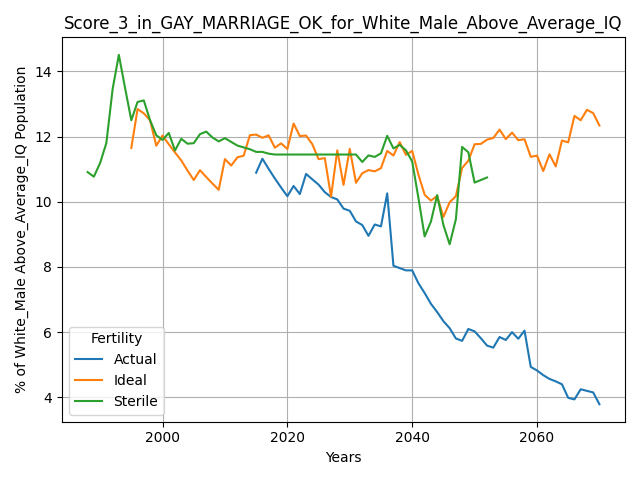 Score_3_in_GAY_MARRIAGE_OK_for_White_Male_Above_Average_IQ
% of White_Male Above_Average_IQ Population
14
12
10
8
6
4
Fertility
Actual
Ideal
Sterile
2000 2020 2040 2060
Years